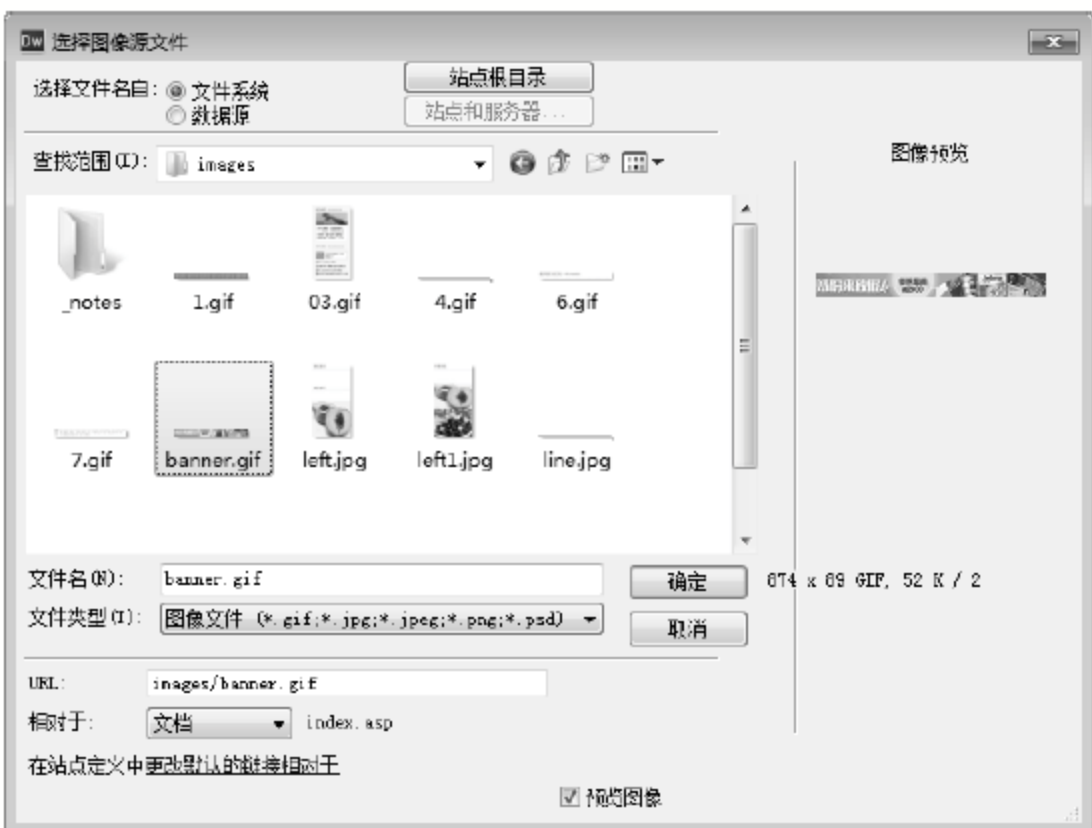 Dw 选择图像源文件
选择文件名自: 文件系统 站点根目录
数据源 站点和服务器...
查找范围(I): images
图像预览
_notes 1.gif 03.gif 4.gif 6.gif
7.gif banner.gif left.jpg left1.jpg line.jpg
文件名(N): banner.gif 确定 874 x 89 GIF, 52 K / 2
文件类型(T): 图像文件 (*.gif;*.jpg;*.jpeg;*.png;*.psd) 取消
URL: images/banner.gif
相对于: 文档 index.asp
在站点定义中更改默认的链接相对于
预览图像